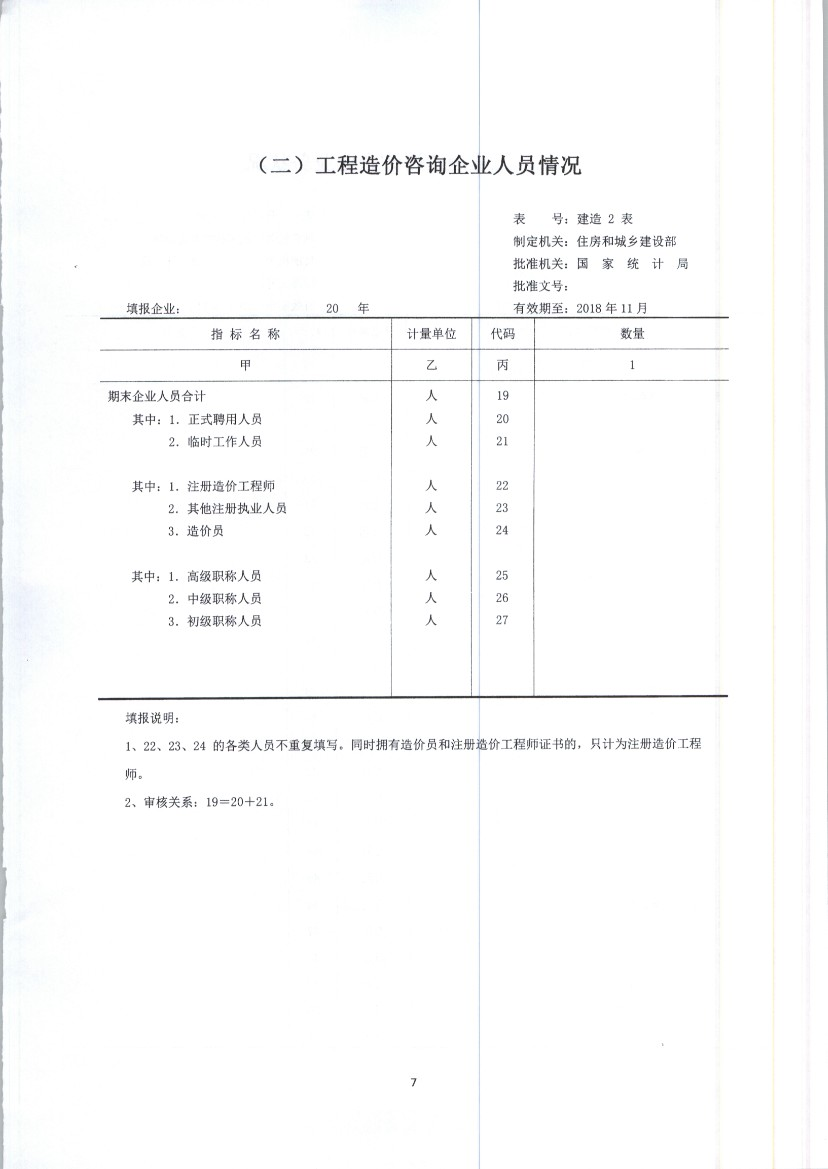 （二）工程造价咨询企业人员情况
表　　号：建造 2 表
制定机关：住房和城乡建设部
批准机关：国　家　统　计　局
批准文号：
填报企业：　　20　年　　有效期至：2018 年 11 月
指 标 名 称　计量单位　代码　数量
甲　乙　丙　1
期末企业人员合计　人　19
其中：1．正式聘用人员　人　20
2．临时工作人员　人　21
其中：1．注册造价工程师　人　22
2．其他注册执业人员　人　23
3．造价员　人　24
其中：1．高级职称人员　人　25
2．中级职称人员　人　26
3．初级职称人员　人　27
填报说明：
1、22、23、24 的各类人员不重复填写。同时拥有造价员和注册造价工程师证书的，只计为注册造价工程
师。
2、审核关系：19＝20＋21。
7